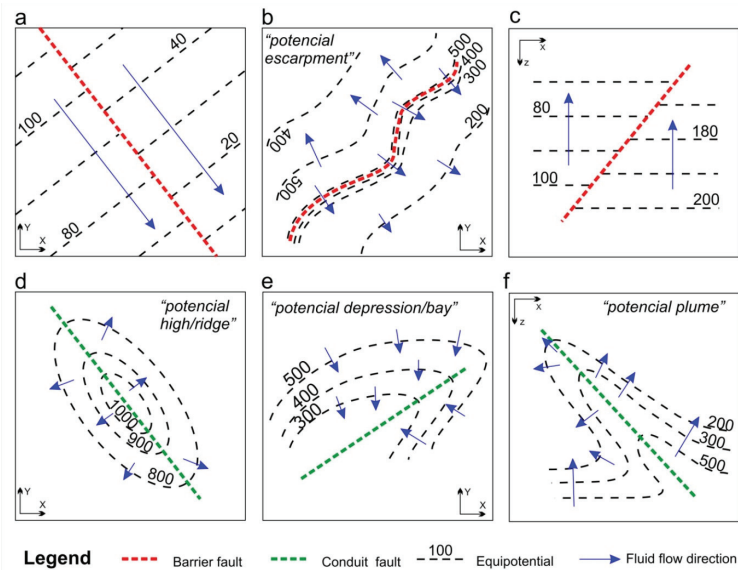 a
40
100
20
80
Y
X
b
"potencial
escarpment"
500
400
300
200
400
500
Y
X
c
X
Z
80
180
100
200
d
"potencial
high/ridge"
1000
900
800
Y
X
e
"potencial depression/bay"
500
400
300
Y
X
f
X
Z
"potencial plume"
200
300
500
Legend
Barrier fault
Conduit fault
100
Equipotential
Fluid flow direction